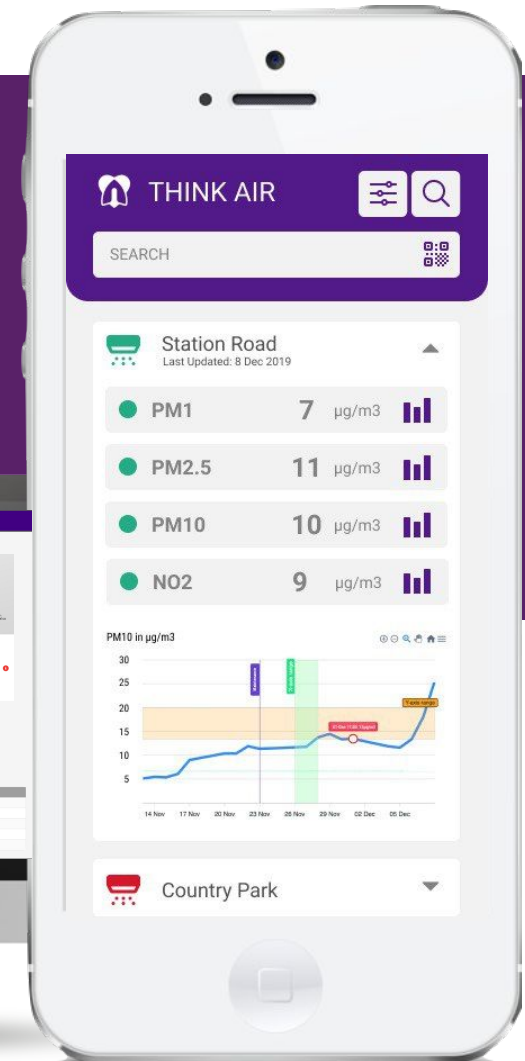 THINK AIR
SEARCH
Station Road
Last Updated: 8 Dec 2019
PM1 7 µg/m3
PM2.5 11 µg/m3
PM10 10 µg/m3
NO2 9 µg/m3
PM10 in µg/m3
30
25
20
15
10
5
Y-axis range
14 Nov 17 Nov 20 Nov 23 Nov 26 Nov 29 Nov 02 Dec 05 Dec
Country Park